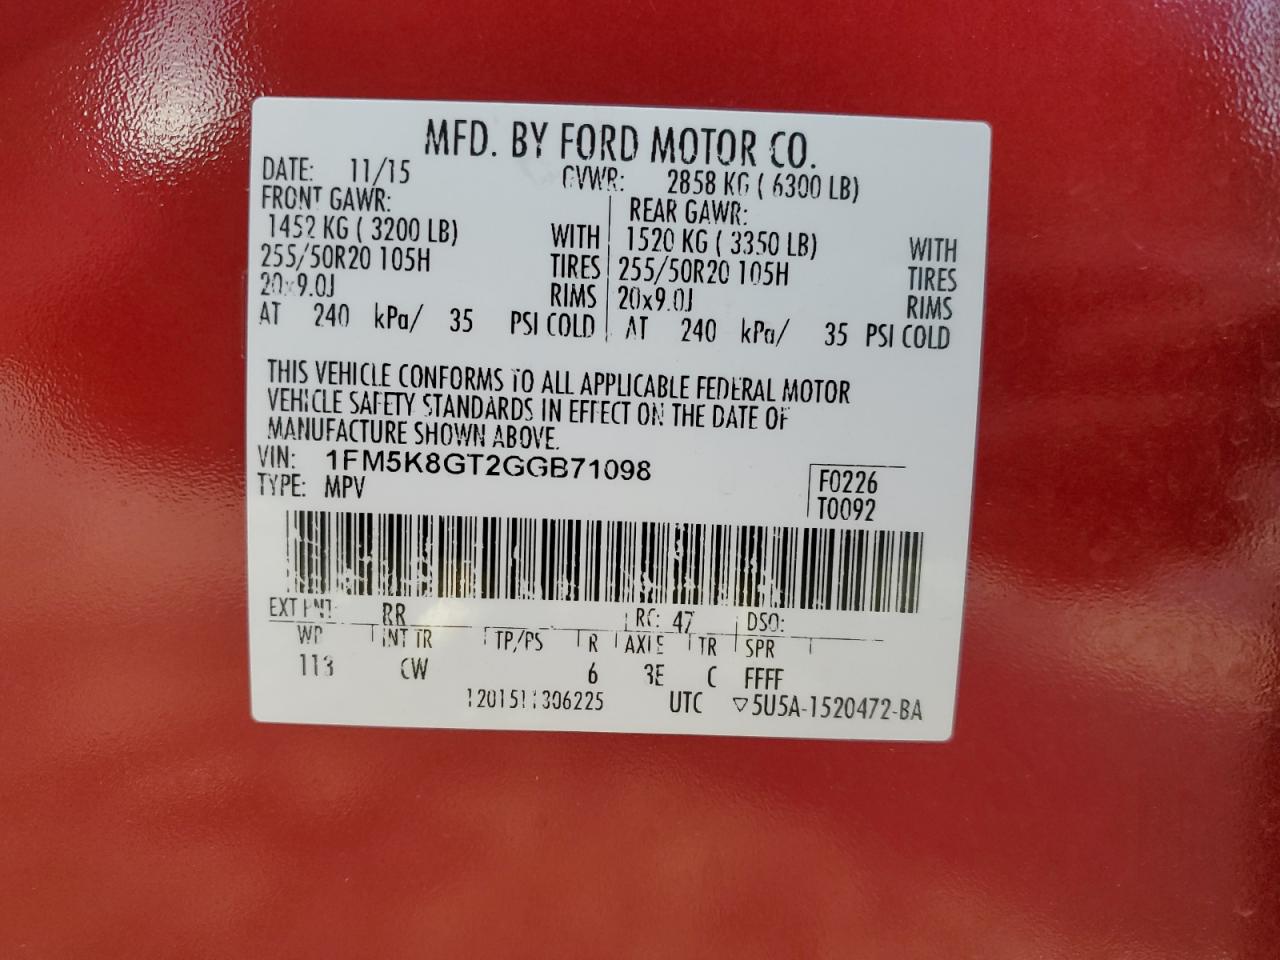 MFD. BY FORD MOTOR CO.
DATE: 11/15 GVWR: 2858 KG ( 6300 LB)
FRONT GAWR: REAR GAWR:
1452 KG ( 3200 LB) WITH 1520 KG ( 3350 LB) WITH
255/50R20 105H TIRES 255/50R20 105H TIRES
20x9.0J RIMS 20x9.0J RIMS
AT 240 kPa/ 35 PSI COLD AT 240 kPa/ 35 PSI COLD
THIS VEHICLE CONFORMS TO ALL APPLICABLE FEDERAL MOTOR
VEHICLE SAFETY STANDARDS IN EFFECT ON THE DATE OF
MANUFACTURE SHOWN ABOVE.
VIN: 1FM5K8GT2GGB71098
TYPE: MPV
F0226
T0092
EXT PNT: RR RC: 47 DSO:
WB INT TR TP/PS R AXLE TR SPR
113 CW 6 3E C FFFF
UTC ▽5U5A-1520472-BA